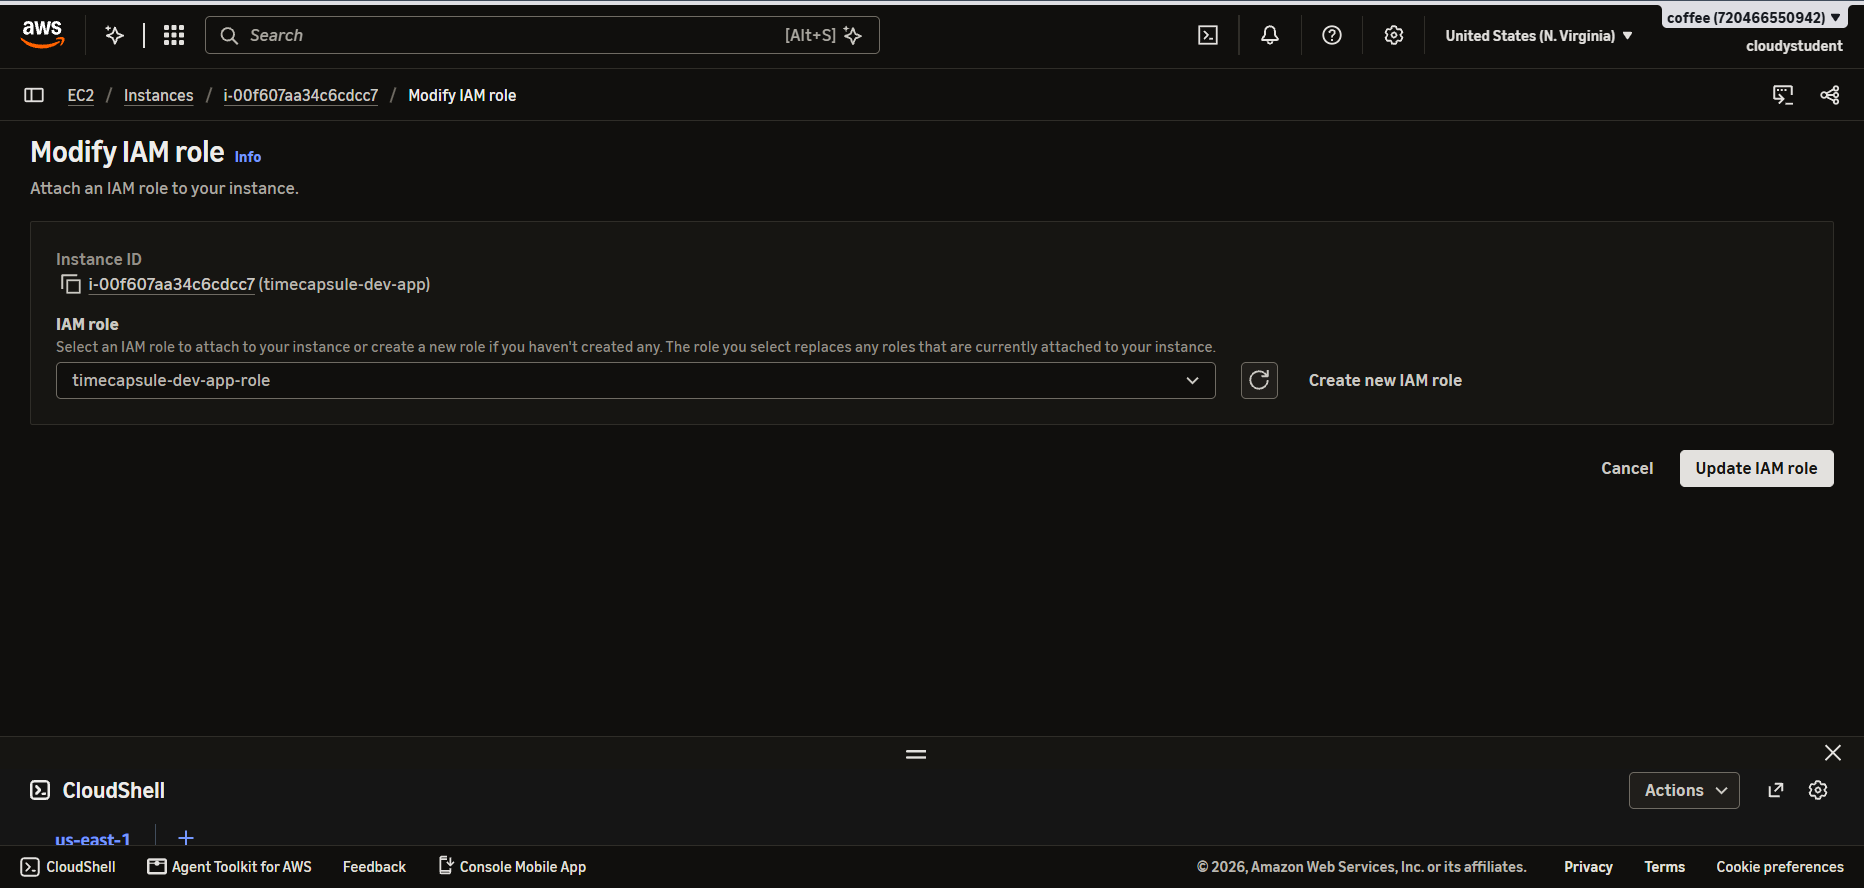 aws
Search [Alt+S]
United States (N. Virginia) ▼
coffee (720466550942) ▼
cloudystudent
EC2 / Instances / i-00f607aa34c6cdcc7 / Modify IAM role
Modify IAM role Info
Attach an IAM role to your instance.
Instance ID
i-00f607aa34c6cdcc7 (timecapsule-dev-app)
IAM role
Select an IAM role to attach to your instance or create a new role if you haven't created any. The role you select replaces any roles that are currently attached to your instance.
timecapsule-dev-app-role
Create new IAM role
Cancel Update IAM role
CloudShell
Actions
us-east-1
CloudShell Agent Toolkit for AWS Feedback Console Mobile App © 2026, Amazon Web Services, Inc. or its affiliates. Privacy Terms Cookie preferences